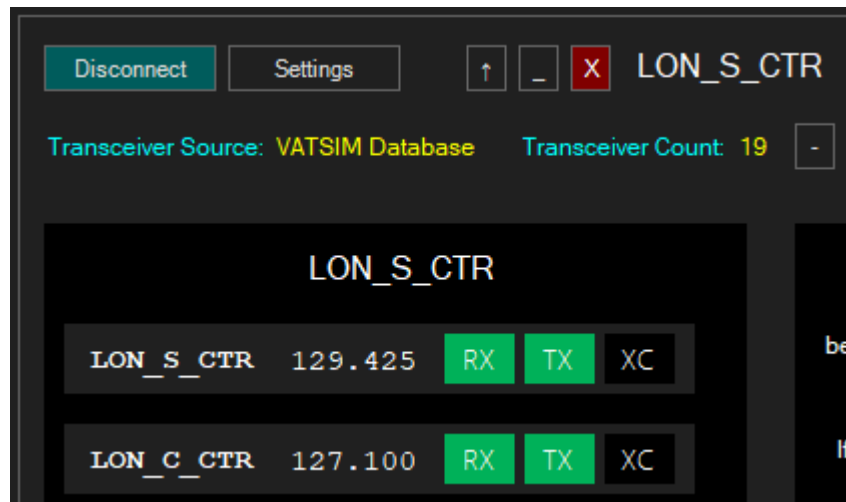 Disconnect Settings ↑ _ X LON_S_CTR
Transceiver Source: VATSIM Database Transceiver Count: 19 -
LON_S_CTR
LON_S_CTR 129.425 RX TX XC
LON_C_CTR 127.100 RX TX XC